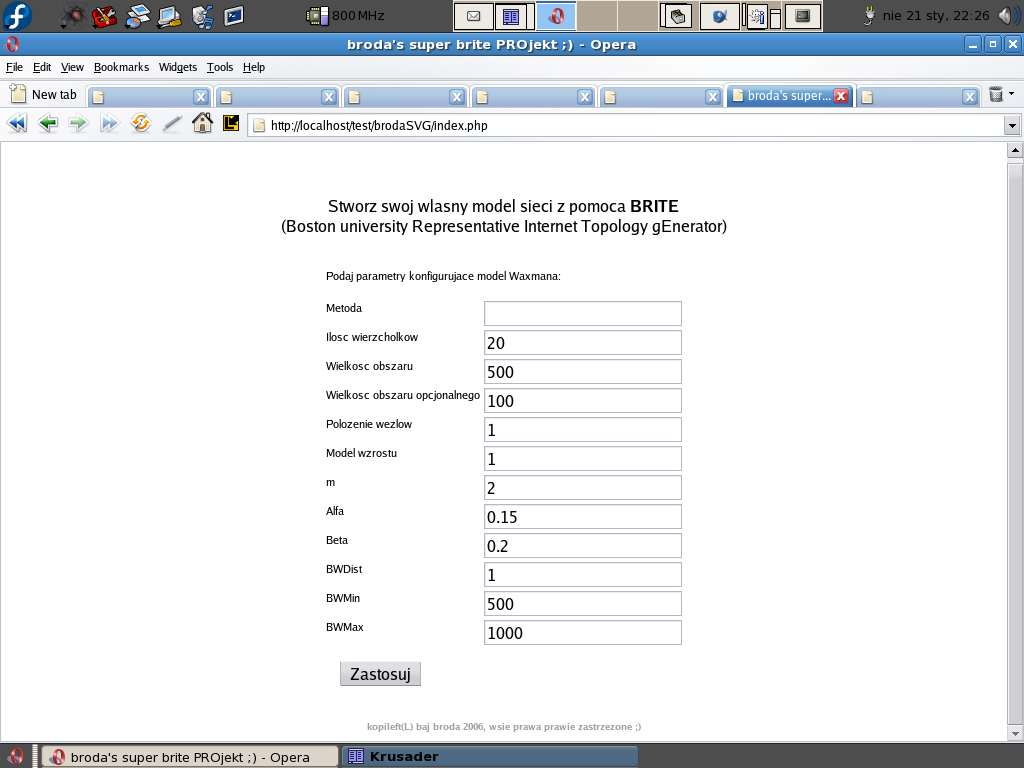 800 MHz
nie 21 sty, 22:26
broda's super brite PROjekt ;) - Opera
File Edit View Bookmarks Widgets Tools Help
New tab
broda's super...
http://localhost/test/brodaSVG/index.php
Stworz swoj wlasny model sieci z pomoca BRITE
(Boston university Representative Internet Topology gEnerator)
Podaj parametry konfigurujace model Waxmana:
Metoda
Ilosc wierzcholkow 20
Wielkosc obszaru 500
Wielkosc obszaru opcjonalnego 100
Polozenie wezlow 1
Model wzrostu 1
m 2
Alfa 0.15
Beta 0.2
BWDist 1
BWMin 500
BWMax 1000
Zastosuj
kopileft(L) baj broda 2006, wsie prawa prawie zastrzezone ;)
broda's super brite PROjekt ;) - Opera
Krusader